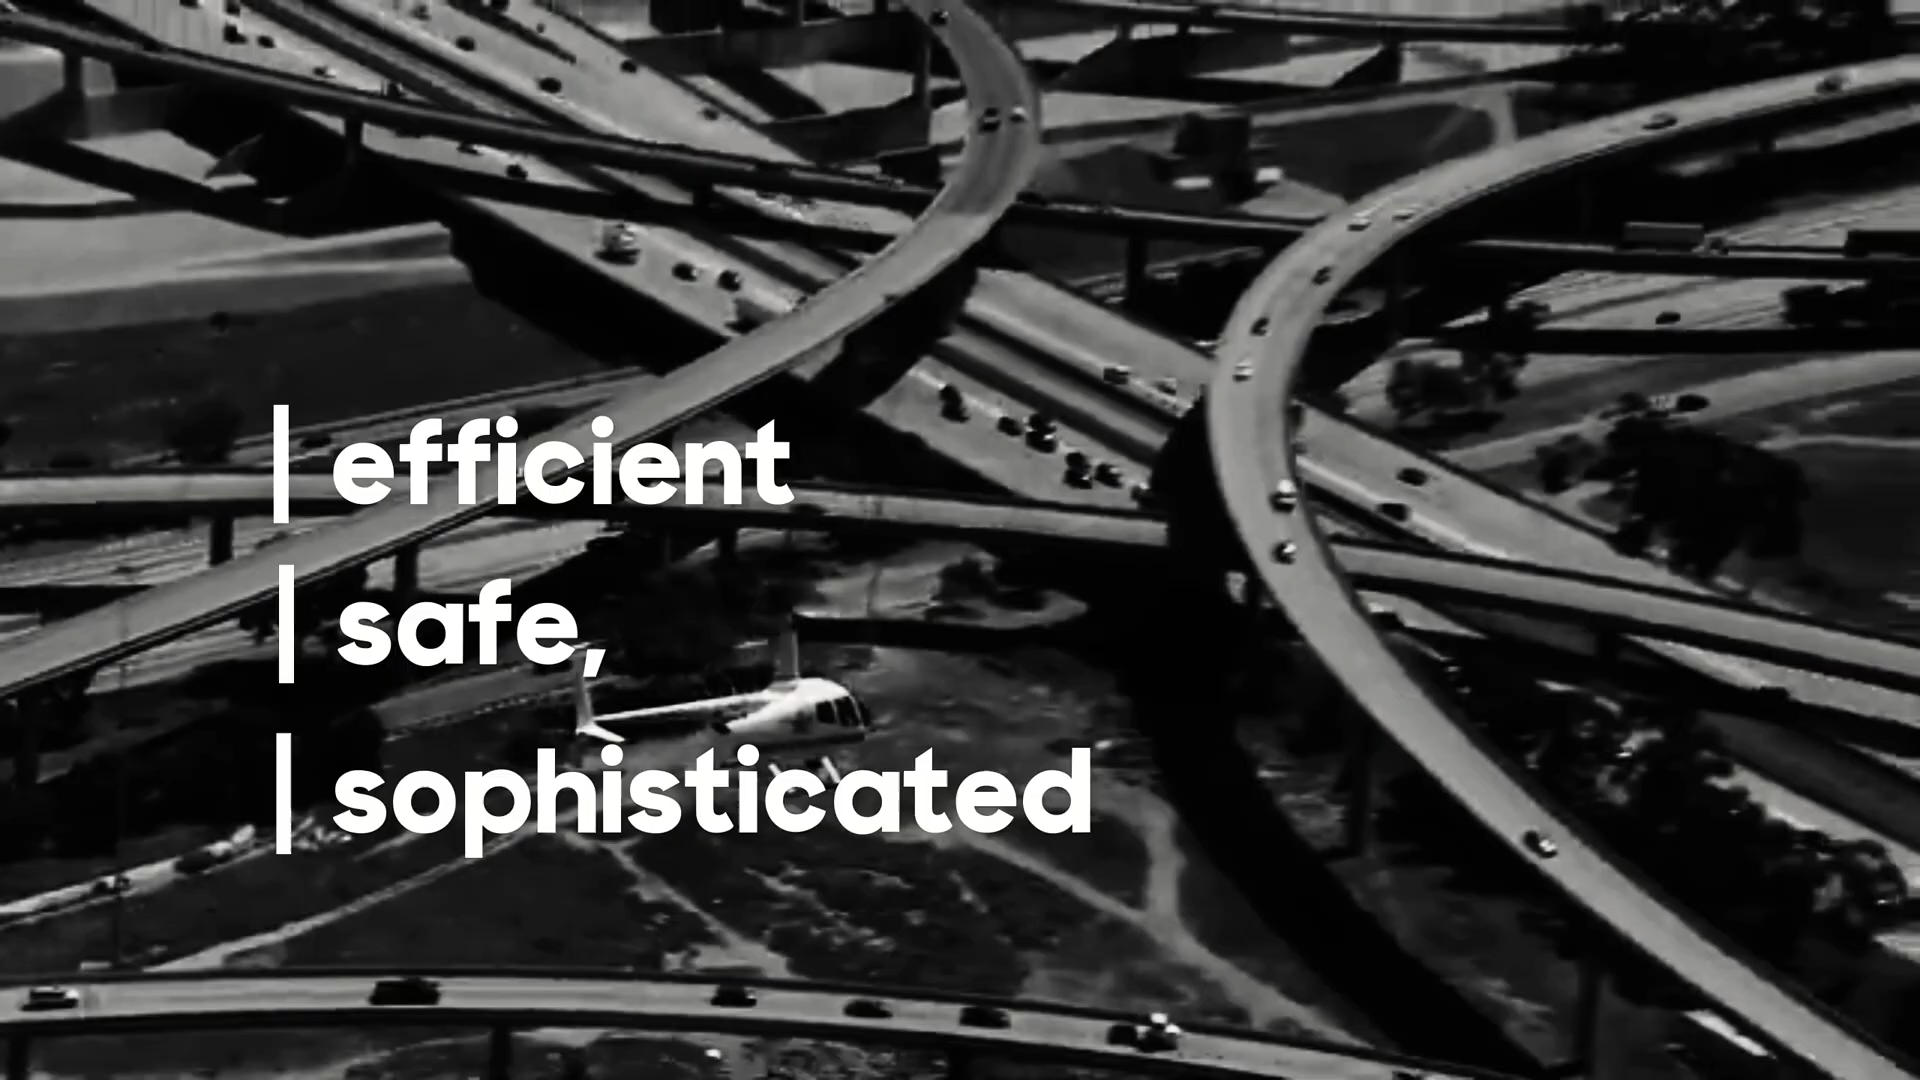 | efficient
| safe,
| sophisticated